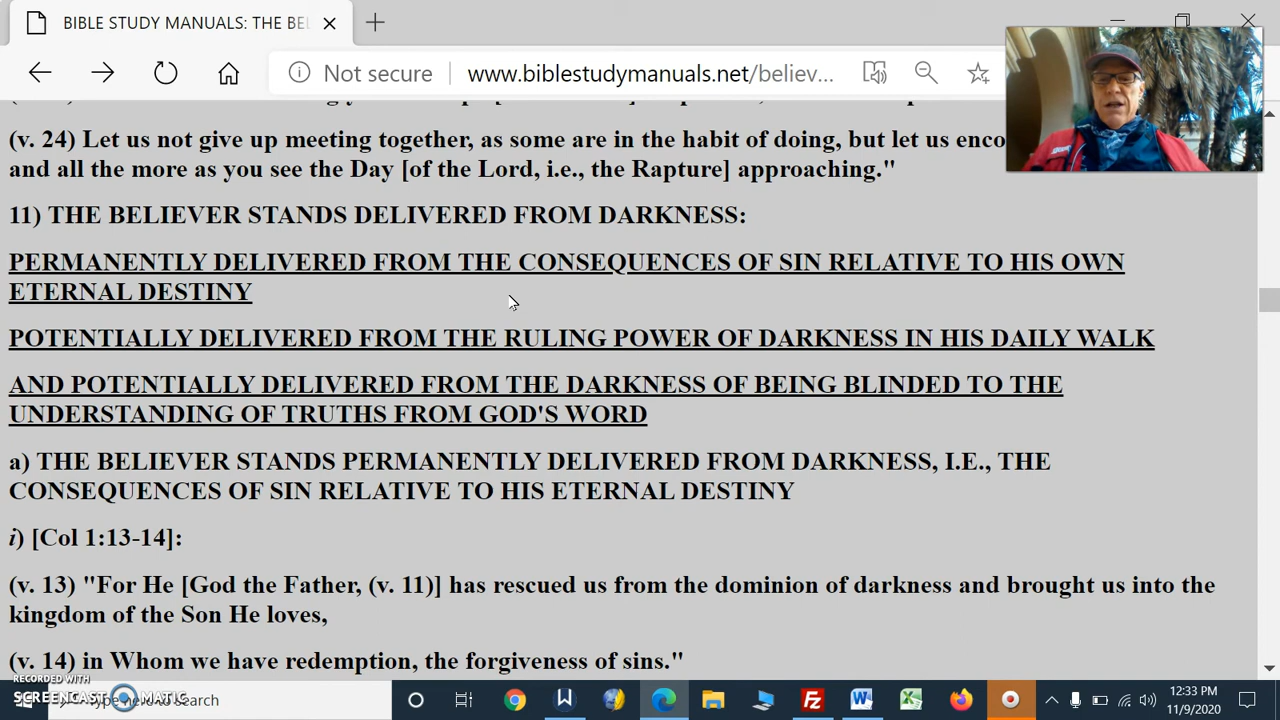 BIBLE STUDY MANUALS: THE BEL
Not secure
www.biblestudymanuals.net/believ...
(v. 24) Let us not give up meeting together, as some are in the habit of doing, but let us enco
and all the more as you see the Day [of the Lord, i.e., the Rapture] approaching."
11) THE BELIEVER STANDS DELIVERED FROM DARKNESS:
PERMANENTLY DELIVERED FROM THE CONSEQUENCES OF SIN RELATIVE TO HIS OWN
ETERNAL DESTINY
POTENTIALLY DELIVERED FROM THE RULING POWER OF DARKNESS IN HIS DAILY WALK
AND POTENTIALLY DELIVERED FROM THE DARKNESS OF BEING BLINDED TO THE
UNDERSTANDING OF TRUTHS FROM GOD'S WORD
a) THE BELIEVER STANDS PERMANENTLY DELIVERED FROM DARKNESS, I.E., THE
CONSEQUENCES OF SIN RELATIVE TO HIS ETERNAL DESTINY
i) [Col 1:13-14]:
(v. 13) "For He [God the Father, (v. 11)] has rescued us from the dominion of darkness and brought us into the
kingdom of the Son He loves,
(v. 14) in Whom we have redemption, the forgiveness of sins."
RECORDED WITH
SCREENCAST MATIC
here to search
12:33 PM
11/9/2020